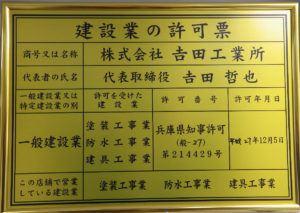 建設業の許可票
商号又は名称 株式会社 吉田工業所
代表者の氏名 代表取締役 吉田 哲也
一般建設業又は特定建設業の別 許可を受けた建設業 許可番号 許可年月日
一般建設業 塗装工事業 防水工事業 建具工事業 兵庫県知事許可 (般-27) 第214429号 平成27年12月5日
この店舗で営業している建設業 塗装工事業 防水工事業 建具工事業